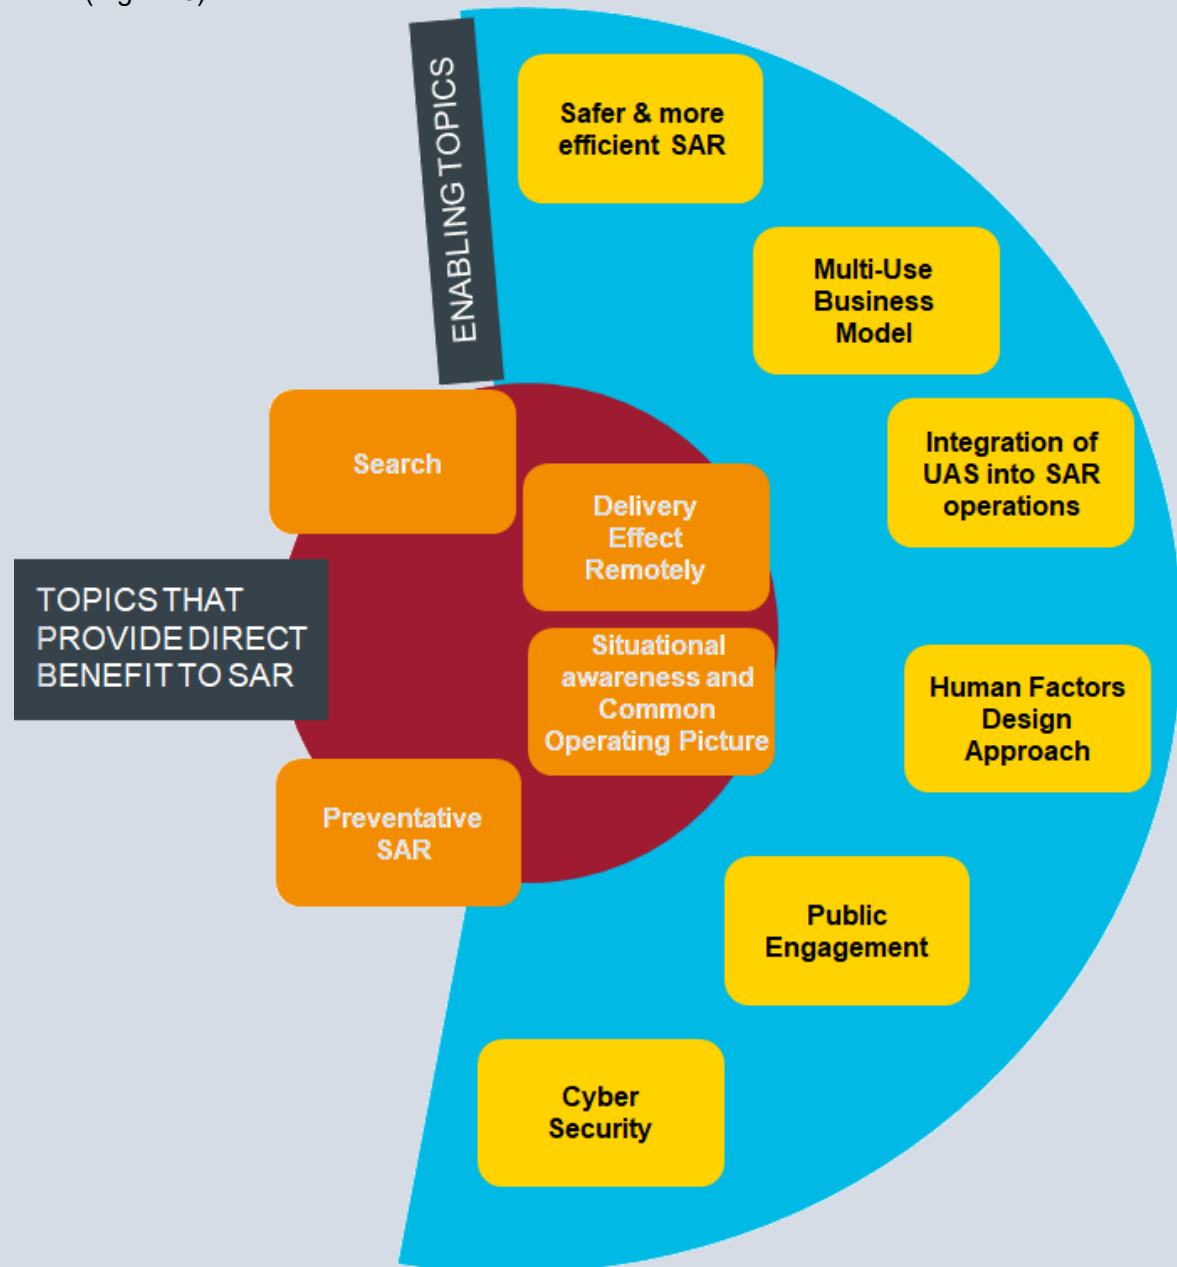 ENABLING TOPICS
Safer & more
efficient SAR
Multi-Use
Business
Model
Integration of
UAS into SAR
operations
Search
Delivery
Effect
Remotely
TOPICS THAT
PROVIDE DIRECT
BENEFIT TO SAR
Situational
awareness and
Common
Operating Picture
Human Factors
Design
Approach
Preventative
SAR
Public
Engagement
Cyber
Security